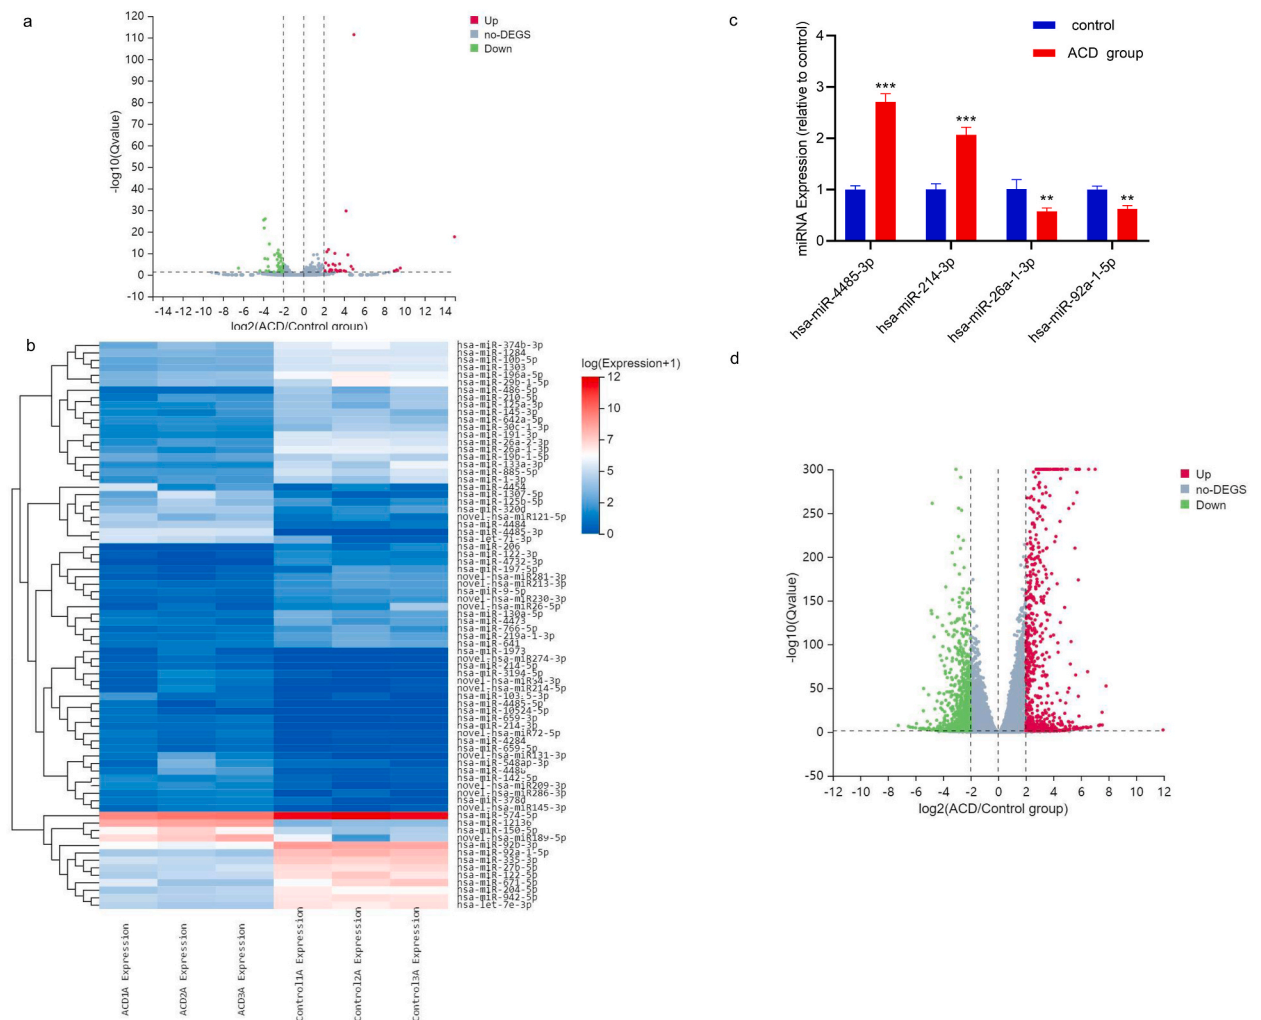 a
120
110
100
90
80
70
60
50
40
30
20
10
0
-10
-log10(Qvalue)
-14 -12 -10 -8 -6 -4 -2 0 2 4 6 8 10 12 14
log2(ACD/Control group)
Up
no-DEGS
Down
b
hsa-miR-374b-3p
hsa-miR-1284
hsa-miR-10b-5p
hsa-miR-1303
hsa-miR-196a-5p
hsa-miR-29b-1-5p
hsa-miR-486-5p
hsa-miR-210-5p
hsa-miR-125a-3p
hsa-miR-145-3p
hsa-miR-642a-5p
hsa-miR-30c-1-3p
hsa-miR-191-3p
hsa-miR-26a-2-3p
hsa-miR-26a-1-3p
hsa-miR-19b-1-5p
hsa-miR-133a-3p
hsa-miR-885-5p
hsa-miR-1-3p
hsa-miR-4454
hsa-miR-1307-5p
hsa-miR-125b-5p
hsa-miR-320d
novel-hsa-miR121-5p
hsa-miR-4484
hsa-miR-4485-3p
hsa-let-7i-3p
hsa-miR-206
hsa-miR-122-3p
hsa-miR-4732-3p
hsa-miR-197-5p
novel-hsa-miR281-3p
novel-hsa-miR213-3p
hsa-miR-9-5p
novel-hsa-miR230-3p
novel-hsa-miR26-5p
hsa-miR-130a-5p
hsa-miR-4473
hsa-miR-766-5p
hsa-miR-219a-1-3p
hsa-miR-641
hsa-miR-1973
novel-hsa-miR274-3p
hsa-miR-214-5p
hsa-miR-3194-5p
novel-hsa-miR54-3p
novel-hsa-miR214-5p
hsa-miR-4485-5p
hsa-miR-10524-5p
hsa-miR-659-3p
hsa-miR-214-3p
novel-hsa-miR72-5p
hsa-miR-4284
hsa-miR-659-5p
novel-hsa-miR131-3p
hsa-miR-548ap-3p
hsa-miR-142-5p
novel-hsa-miR209-3p
novel-hsa-miR286-3p
hsa-miR-378d
novel-hsa-miR145-3p
hsa-miR-574-5p
hsa-miR-12136
hsa-miR-150-5p
novel-hsa-miR189-5p
hsa-miR-92b-3p
hsa-miR-92a-1-5p
hsa-miR-335-3p
hsa-miR-27b-5p
hsa-miR-122-5p
hsa-miR-671-5p
hsa-miR-204-5p
hsa-miR-942-5p
hsa-let-7e-3p
ACD1A Expression
ACD2A Expression
ACD3A Expression
Control1A Expression
Control2A Expression
Control3A Expression
log(Expression+1)
12
10
7
5
2
0
c
control
ACD group
miRNA Expression (relative to control)
4
3
2
1
0
*** *** ** **
hsa-miR-4485-3p
hsa-miR-214-3p
hsa-miR-26a-1-3p
hsa-miR-92a-1-5p
d
300
250
200
150
100
50
0
-50
-log10(Qvalue)
-12 -10 -8 -6 -4 -2 0 2 4 6 8 10 12
log2(ACD/Control group)
Up
no-DEGS
Down